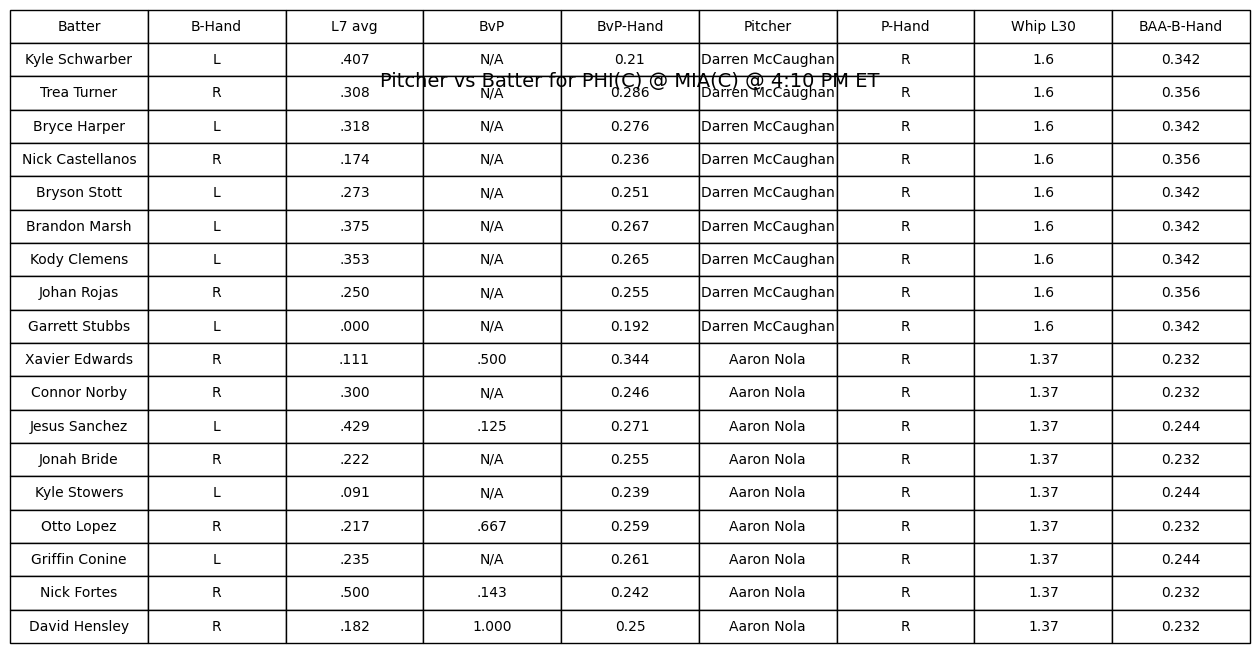 Batter B-Hand L7 avg BvP BvP-Hand Pitcher P-Hand Whip L30 BAA-B-Hand
Kyle Schwarber L .407 N/A 0.21 Darren McCaughan R 1.6 0.342
Pitcher vs Batter for PHI(C) @ MIA(C) @ 4:10 PM ET
Trea Turner R .308 N/A 0.286 Darren McCaughan R 1.6 0.356
Bryce Harper L .318 N/A 0.276 Darren McCaughan R 1.6 0.342
Nick Castellanos R .174 N/A 0.236 Darren McCaughan R 1.6 0.356
Bryson Stott L .273 N/A 0.251 Darren McCaughan R 1.6 0.342
Brandon Marsh L .375 N/A 0.267 Darren McCaughan R 1.6 0.342
Kody Clemens L .353 N/A 0.265 Darren McCaughan R 1.6 0.342
Johan Rojas R .250 N/A 0.255 Darren McCaughan R 1.6 0.356
Garrett Stubbs L .000 N/A 0.192 Darren McCaughan R 1.6 0.342
Xavier Edwards R .111 .500 0.344 Aaron Nola R 1.37 0.232
Connor Norby R .300 N/A 0.246 Aaron Nola R 1.37 0.232
Jesus Sanchez L .429 .125 0.271 Aaron Nola R 1.37 0.244
Jonah Bride R .222 N/A 0.255 Aaron Nola R 1.37 0.232
Kyle Stowers L .091 N/A 0.239 Aaron Nola R 1.37 0.244
Otto Lopez R .217 .667 0.259 Aaron Nola R 1.37 0.232
Griffin Conine L .235 N/A 0.261 Aaron Nola R 1.37 0.244
Nick Fortes R .500 .143 0.242 Aaron Nola R 1.37 0.232
David Hensley R .182 1.000 0.25 Aaron Nola R 1.37 0.232